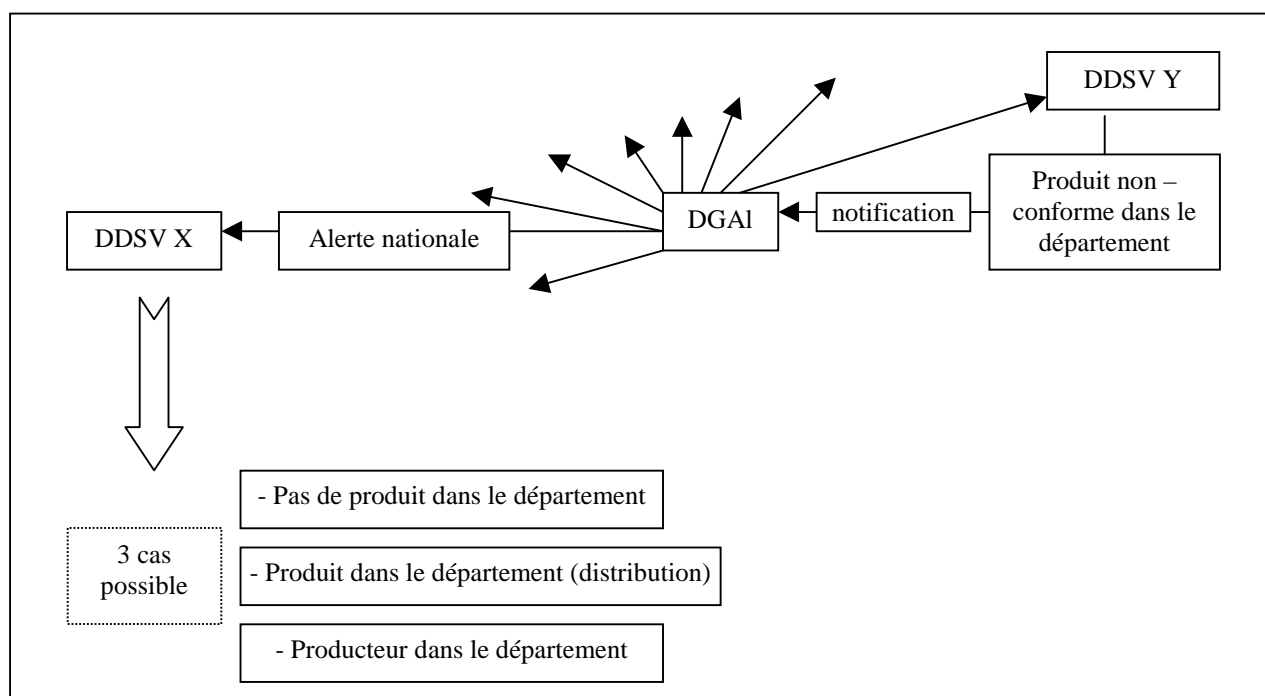 DDSV Y
Produit non –
conforme dans le
département
notification
DGAl
Alerte nationale
DDSV X
- Pas de produit dans le département
3 cas
possible
- Produit dans le département (distribution)
- Producteur dans le département